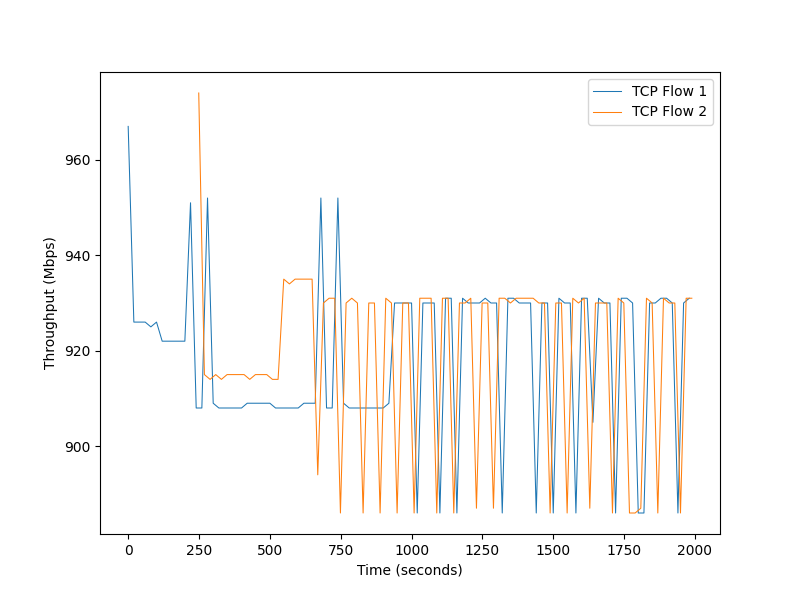 TCP Flow 1
TCP Flow 2
Throughput (Mbps)
960
940
920
900
0 250 500 750 1000 1250 1500 1750 2000
Time (seconds)